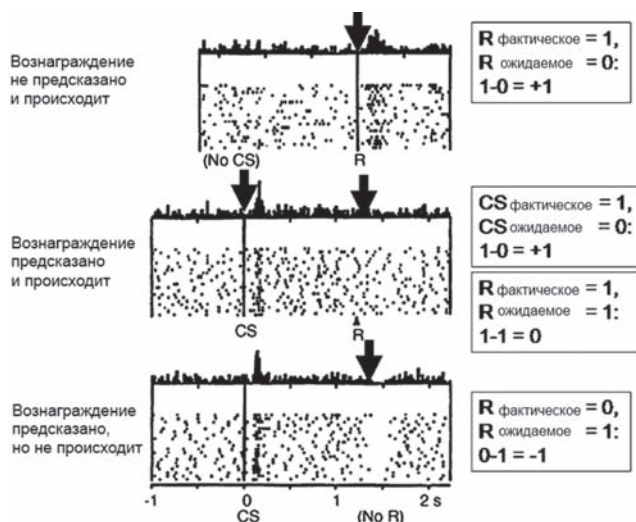 Вознаграждение
не предсказано
и происходит
(No CS)
R
R фактическое = 1,
R ожидаемое = 0:
1-0 = +1
Вознаграждение
предсказано
и происходит
CS
R
CS фактическое = 1,
CS ожидаемое = 0:
1-0 = +1
R фактическое = 1,
R ожидаемое = 1:
1-1 = 0
Вознаграждение
предсказано,
но не происходит
-1 0 1 2 s
CS (No R)
R фактическое = 0,
R ожидаемое = 1:
0-1 = -1